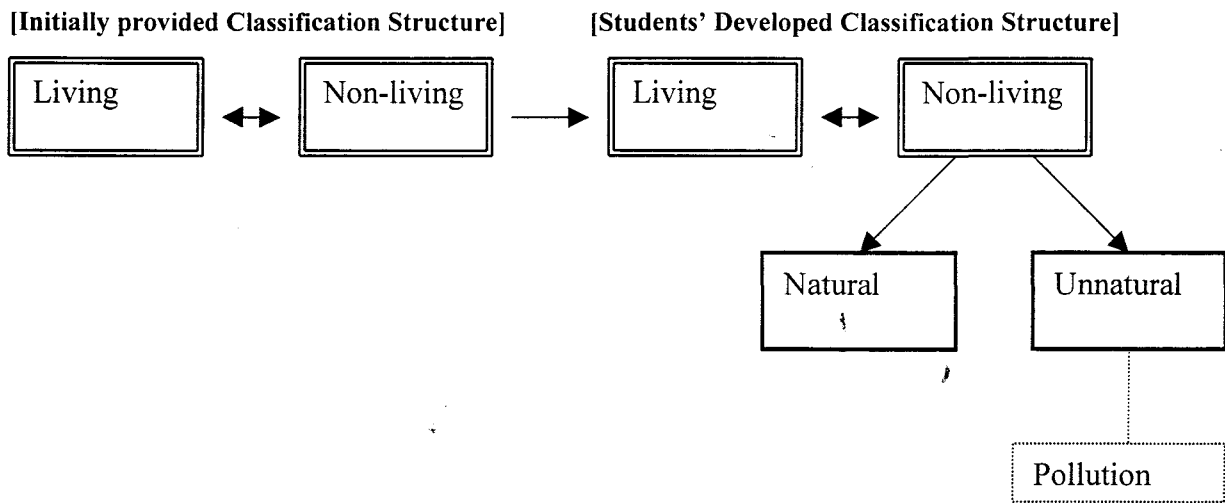 [Initially provided Classification Structure] [Students' Developed Classification Structure]
Living Non-living Living Non-living
Natural Unnatural
Pollution